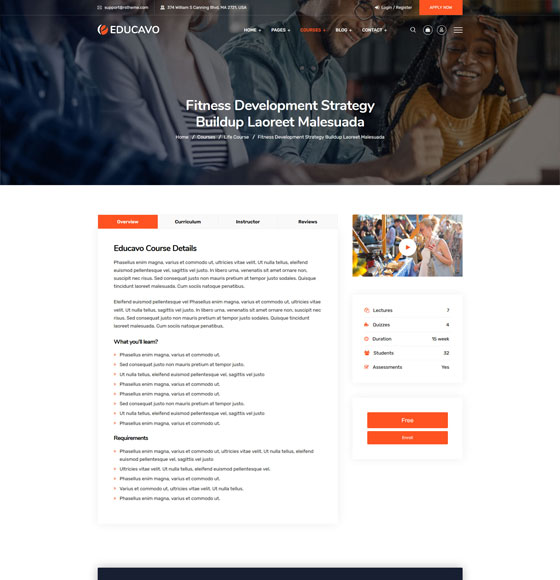 support@rstheme.com
374 William S Canning Blvd, MA 2721, USA
Login / Register
APPLY NOW
EDUCAVO
HOME +
PAGES +
COURSES +
BLOG +
CONTACT +
Fitness Development Strategy
Buildup Laoreet Malesuada
Home / Courses / Life Course / Fitness Development Strategy Buildup Laoreet Malesuada
Overview
Curriculum
Instructor
Reviews
Educavo Course Details
Phasellus enim magna, varius et commodo ut, ultricies vitae velit. Ut nulla tellus, eleifend
euismod pellentesque vel, sagittis vel justo. In libero urna, venenatis sit amet ornare non,
suscipit nec risus. Sed consequat justo non mauris pretium at tempor justo sodales. Quisque
tincidunt laoreet malesuada. Cum sociis natoque penatibus.
Eleifend euismod pellentesque vel Phasellus enim magna, varius et commodo ut, ultricies vitae
velit. Ut nulla tellus, eleifend euismod pellentesque vel, sagittis vel justo. In libero urna,
venenatis sit amet ornare non, suscipit nec
risus. Sed consequat justo non mauris pretium at tempor justo sodales. Quisque tincidunt
laoreet malesuada. Cum sociis natoque penatibus.
What you'll learn?
Phasellus enim magna, varius et commodo ut.
Sed consequat justo non mauris pretium at tempor justo.
Ut nulla tellus, eleifend euismod pellentesque vel, sagittis vel justo
Phasellus enim magna, varius et commodo ut.
Phasellus enim magna, varius et commodo ut.
Sed consequat justo non mauris pretium at tempor justo.
Ut nulla tellus, eleifend euismod pellentesque vel, sagittis vel justo
Phasellus enim magna, varius et commodo ut.
Requirements
Phasellus enim magna, varius et commodo ut, ultricies vitae velit. Ut nulla tellus, eleifend
euismod pellentesque vel, sagittis vel justo
Ultricies vitae velit. Ut nulla tellus, eleifend euismod pellentesque vel.
Phasellus enim magna, varius et commodo ut.
Varius et commodo ut, ultricies vitae velit. Ut nulla tellus.
Phasellus enim magna, varius et commodo ut.
Lectures 7
Quizzes 4
Duration 15 week
Students 32
Assessments Yes
Free
Enroll